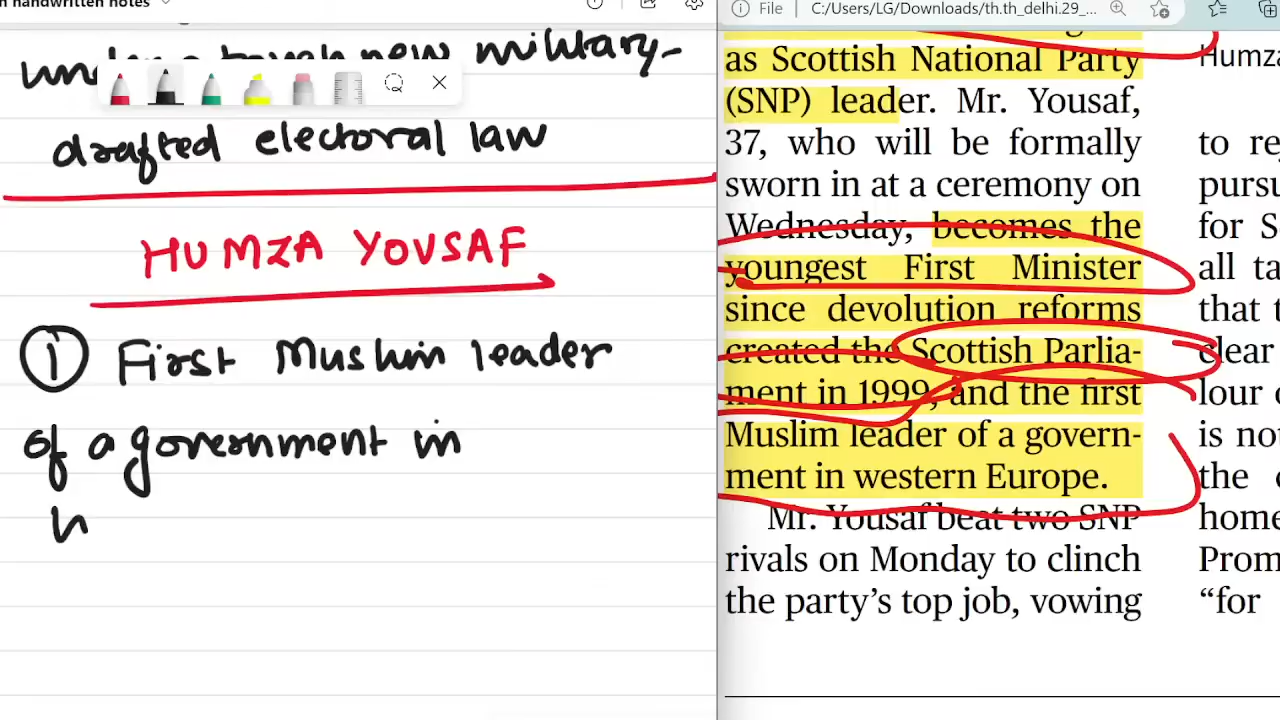 handwritten notes
under a tough new military-
drafted electoral law
HUMZA YOUSAF
1 First Muslim leader
of a government in
File
C:/Users/LG/Downloads/th.th_delhi.29_...
as Scottish National Party
(SNP) leader. Mr. Yousaf,
37, who will be formally
sworn in at a ceremony on
Wednesday, becomes the
youngest First Minister
since devolution reforms
created the Scottish Parlia-
ment in 1999, and the first
Muslim leader of a govern-
ment in western Europe.
Mr. Yousaf beat two SNP
rivals on Monday to clinch
the party's top job, vowing
Humza
to re
pursu
for S
all ta
that t
clear
lour o
is not
the
home
Prom
“for